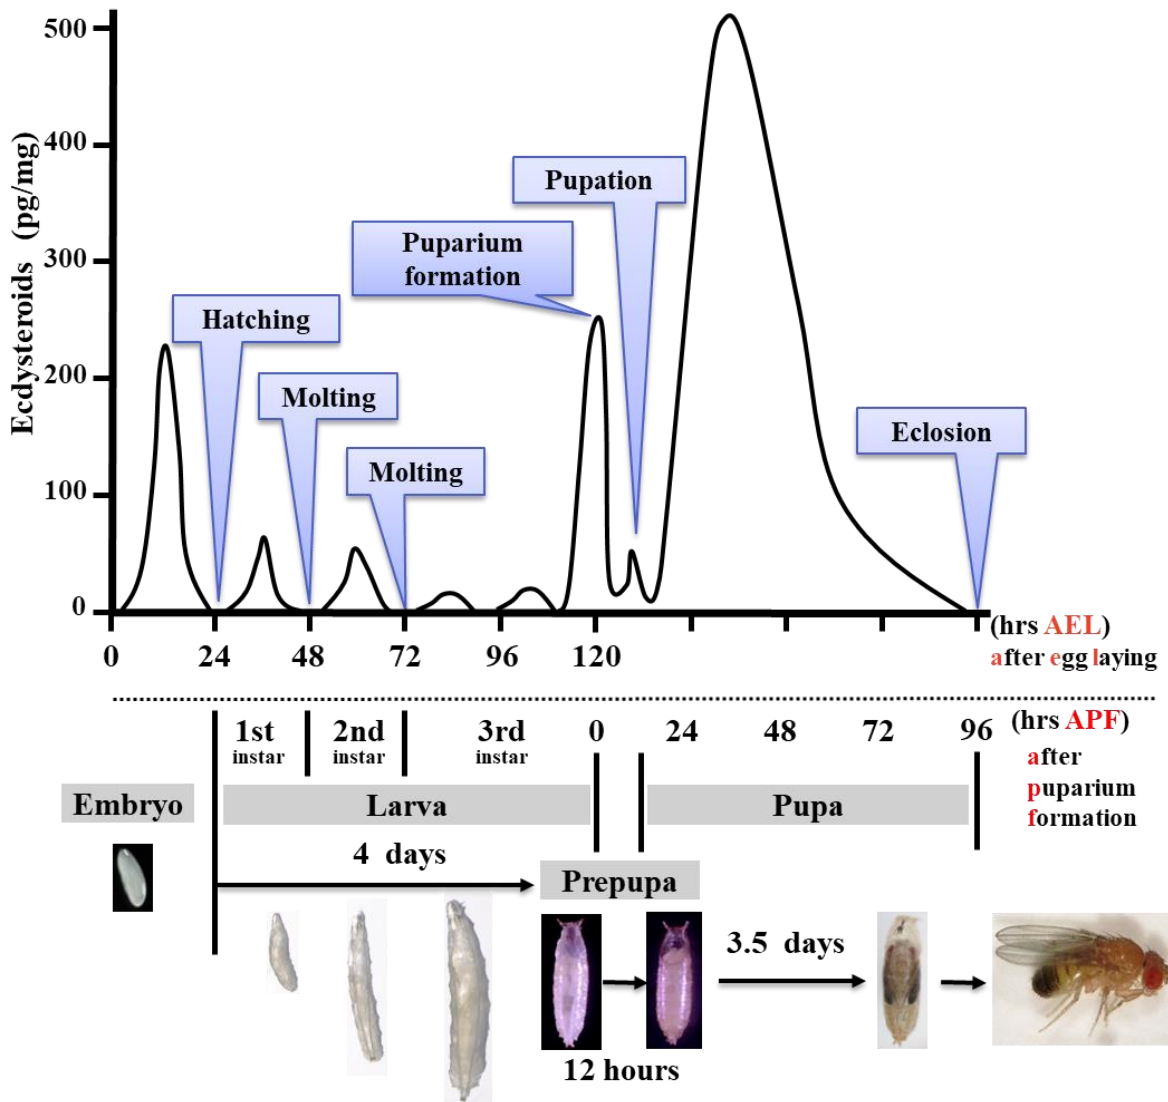 Ecdysteroids (pg/mg)
500
400
300
200
100
0
Pupation
Puparium
formation
Hatching
Molting
Molting
Eclosion
0 24 48 72 96 120
(hrs AEL)
after egg laying
1st
instar
2nd
instar
3rd
instar
0 24 48 72 96 (hrs APF)
after
puparium
formation
Embryo
Larva
Pupa
4 days
Prepupa
3.5 days
12 hours